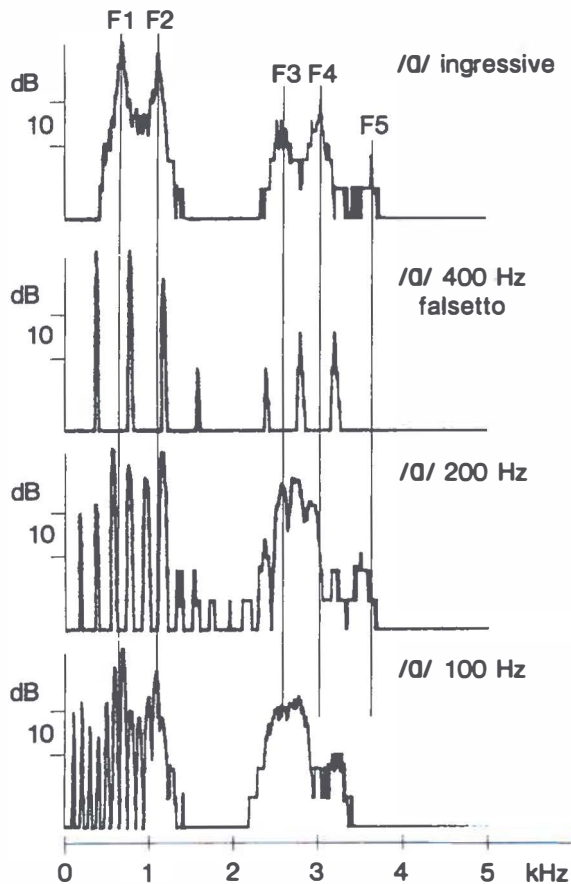 F1 F2
F3 F4
F5
/ɑ/ ingressive
dB
10
/ɑ/ 400 Hz
falsetto
dB
10
/ɑ/ 200 Hz
dB
10
/ɑ/ 100 Hz
dB
10
0 1 2 3 4 5 kHz